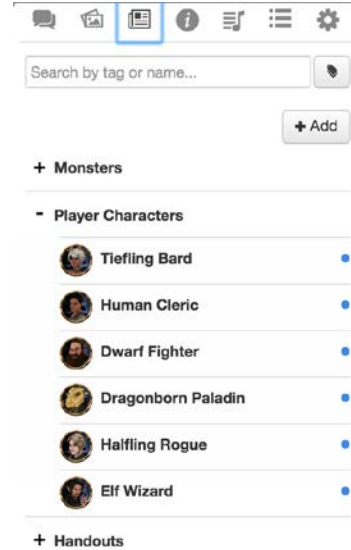 Search by tag or name...
+ Add
+ Monsters
- Player Characters
Tiefling Bard
Human Cleric
Dwarf Fighter
Dragonborn Paladin
Halfling Rogue
Elf Wizard
+ Handouts